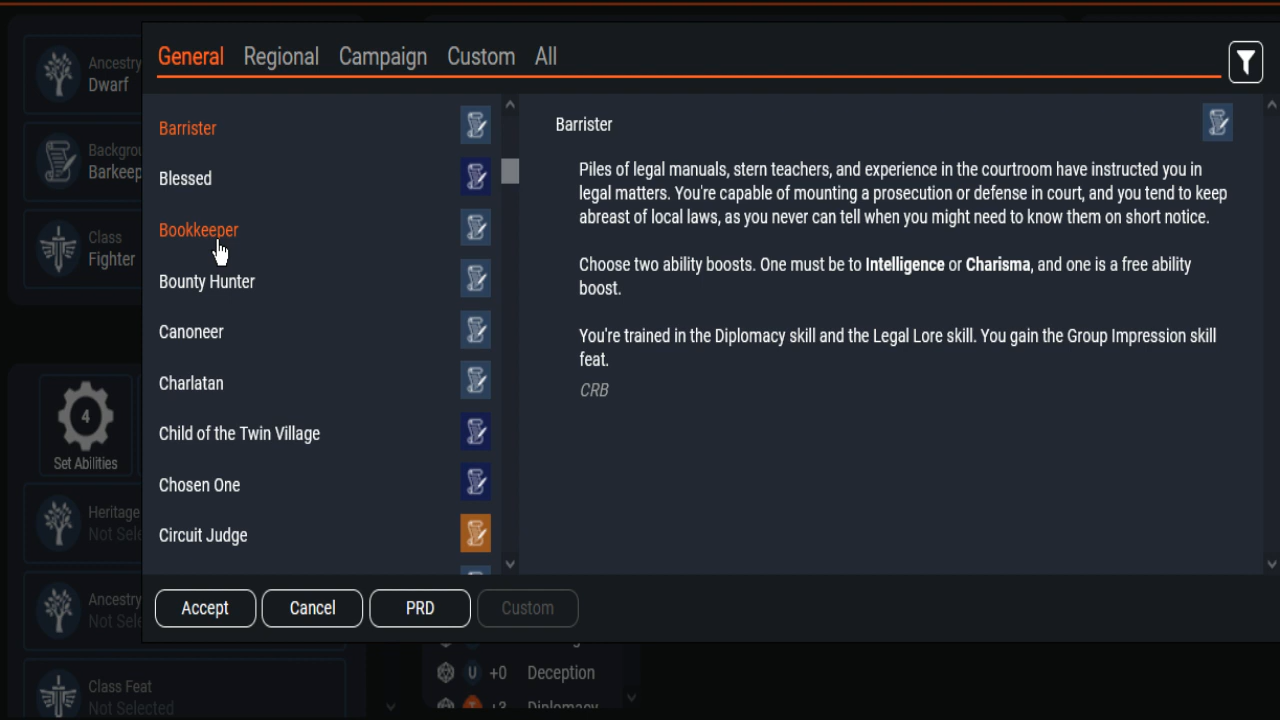 General Regional Campaign Custom All
Ancestry
Dwarf
Barkeep
Class
Fighter
4
Set Abilities
Heritage
Ancestry
Class Feat
Not Selected
Barrister
Blessed
Bookkeeper
Bounty Hunter
Canoneer
Charlatan
Child of the Twin Village
Chosen One
Circuit Judge
Barrister
Piles of legal manuals, stern teachers, and experience in the courtroom have instructed you in
legal matters. You're capable of mounting a prosecution or defense in court, and you tend to keep
abreast of local laws, as you never can tell when you might need to know them on short notice.
Choose two ability boosts. One must be to Intelligence or Charisma, and one is a free ability
boost.
You're trained in the Diplomacy skill and the Legal Lore skill. You gain the Group Impression skill
feat.
CRB
Accept Cancel PRD Custom
U +0 Deception
+3 Diplomacy